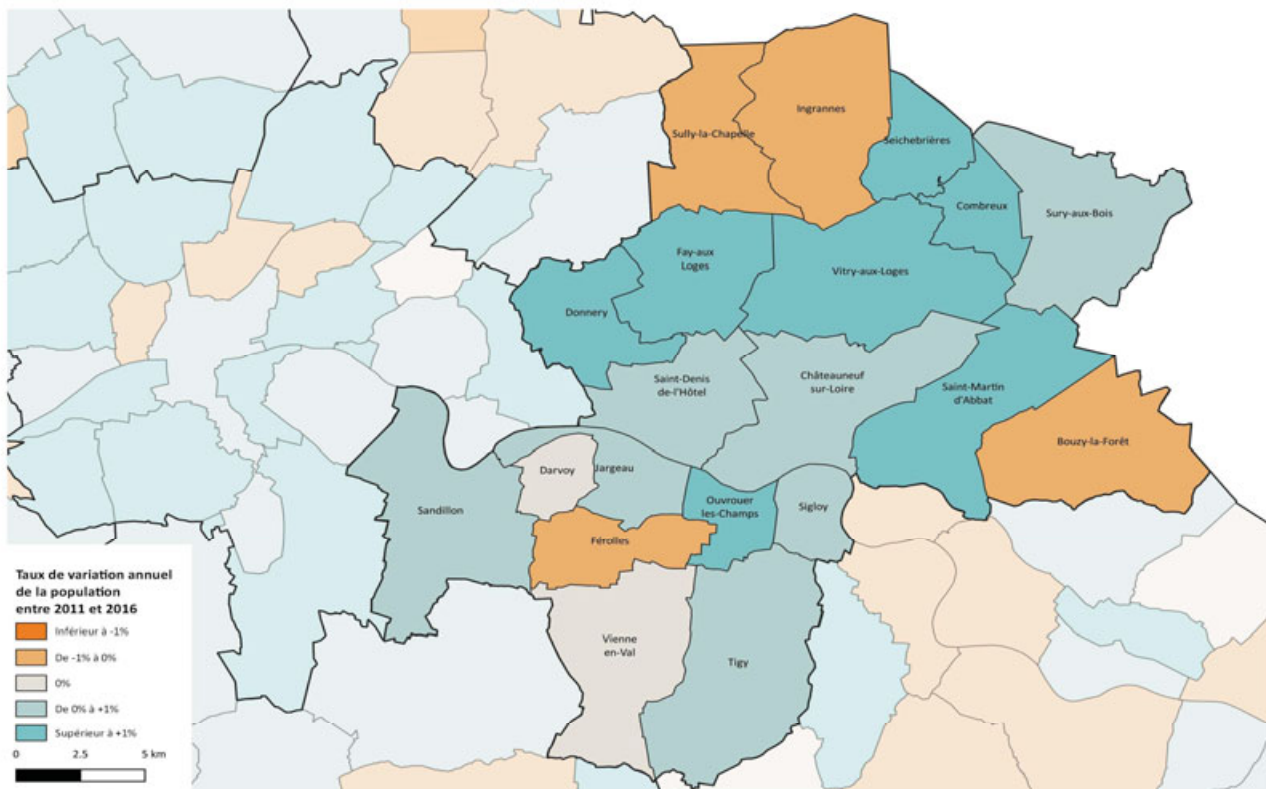 Ingrannes
Sully-la-Chapelle
Seichebrières
Combreux
Sury-aux-Bois
Fay-aux
Loges
Vitry-aux-Loges
Donnery
Saint-Denis
de-l'Hôtel
Châteauneuf
sur-Loire
Saint-Martin
d'Abbat
Bouzy-la-Forêt
Darvoy
Jargeau
Sandillon
Ouvrouer
les-Champs
Sigloy
Férolles
Vienne
en-Val
Tigy
Taux de variation annuel
de la population
entre 2011 et 2016
Inférieur à -1%
De -1% à 0%
0%
De 0% à +1%
Supérieur à +1%
0 2.5 5 km